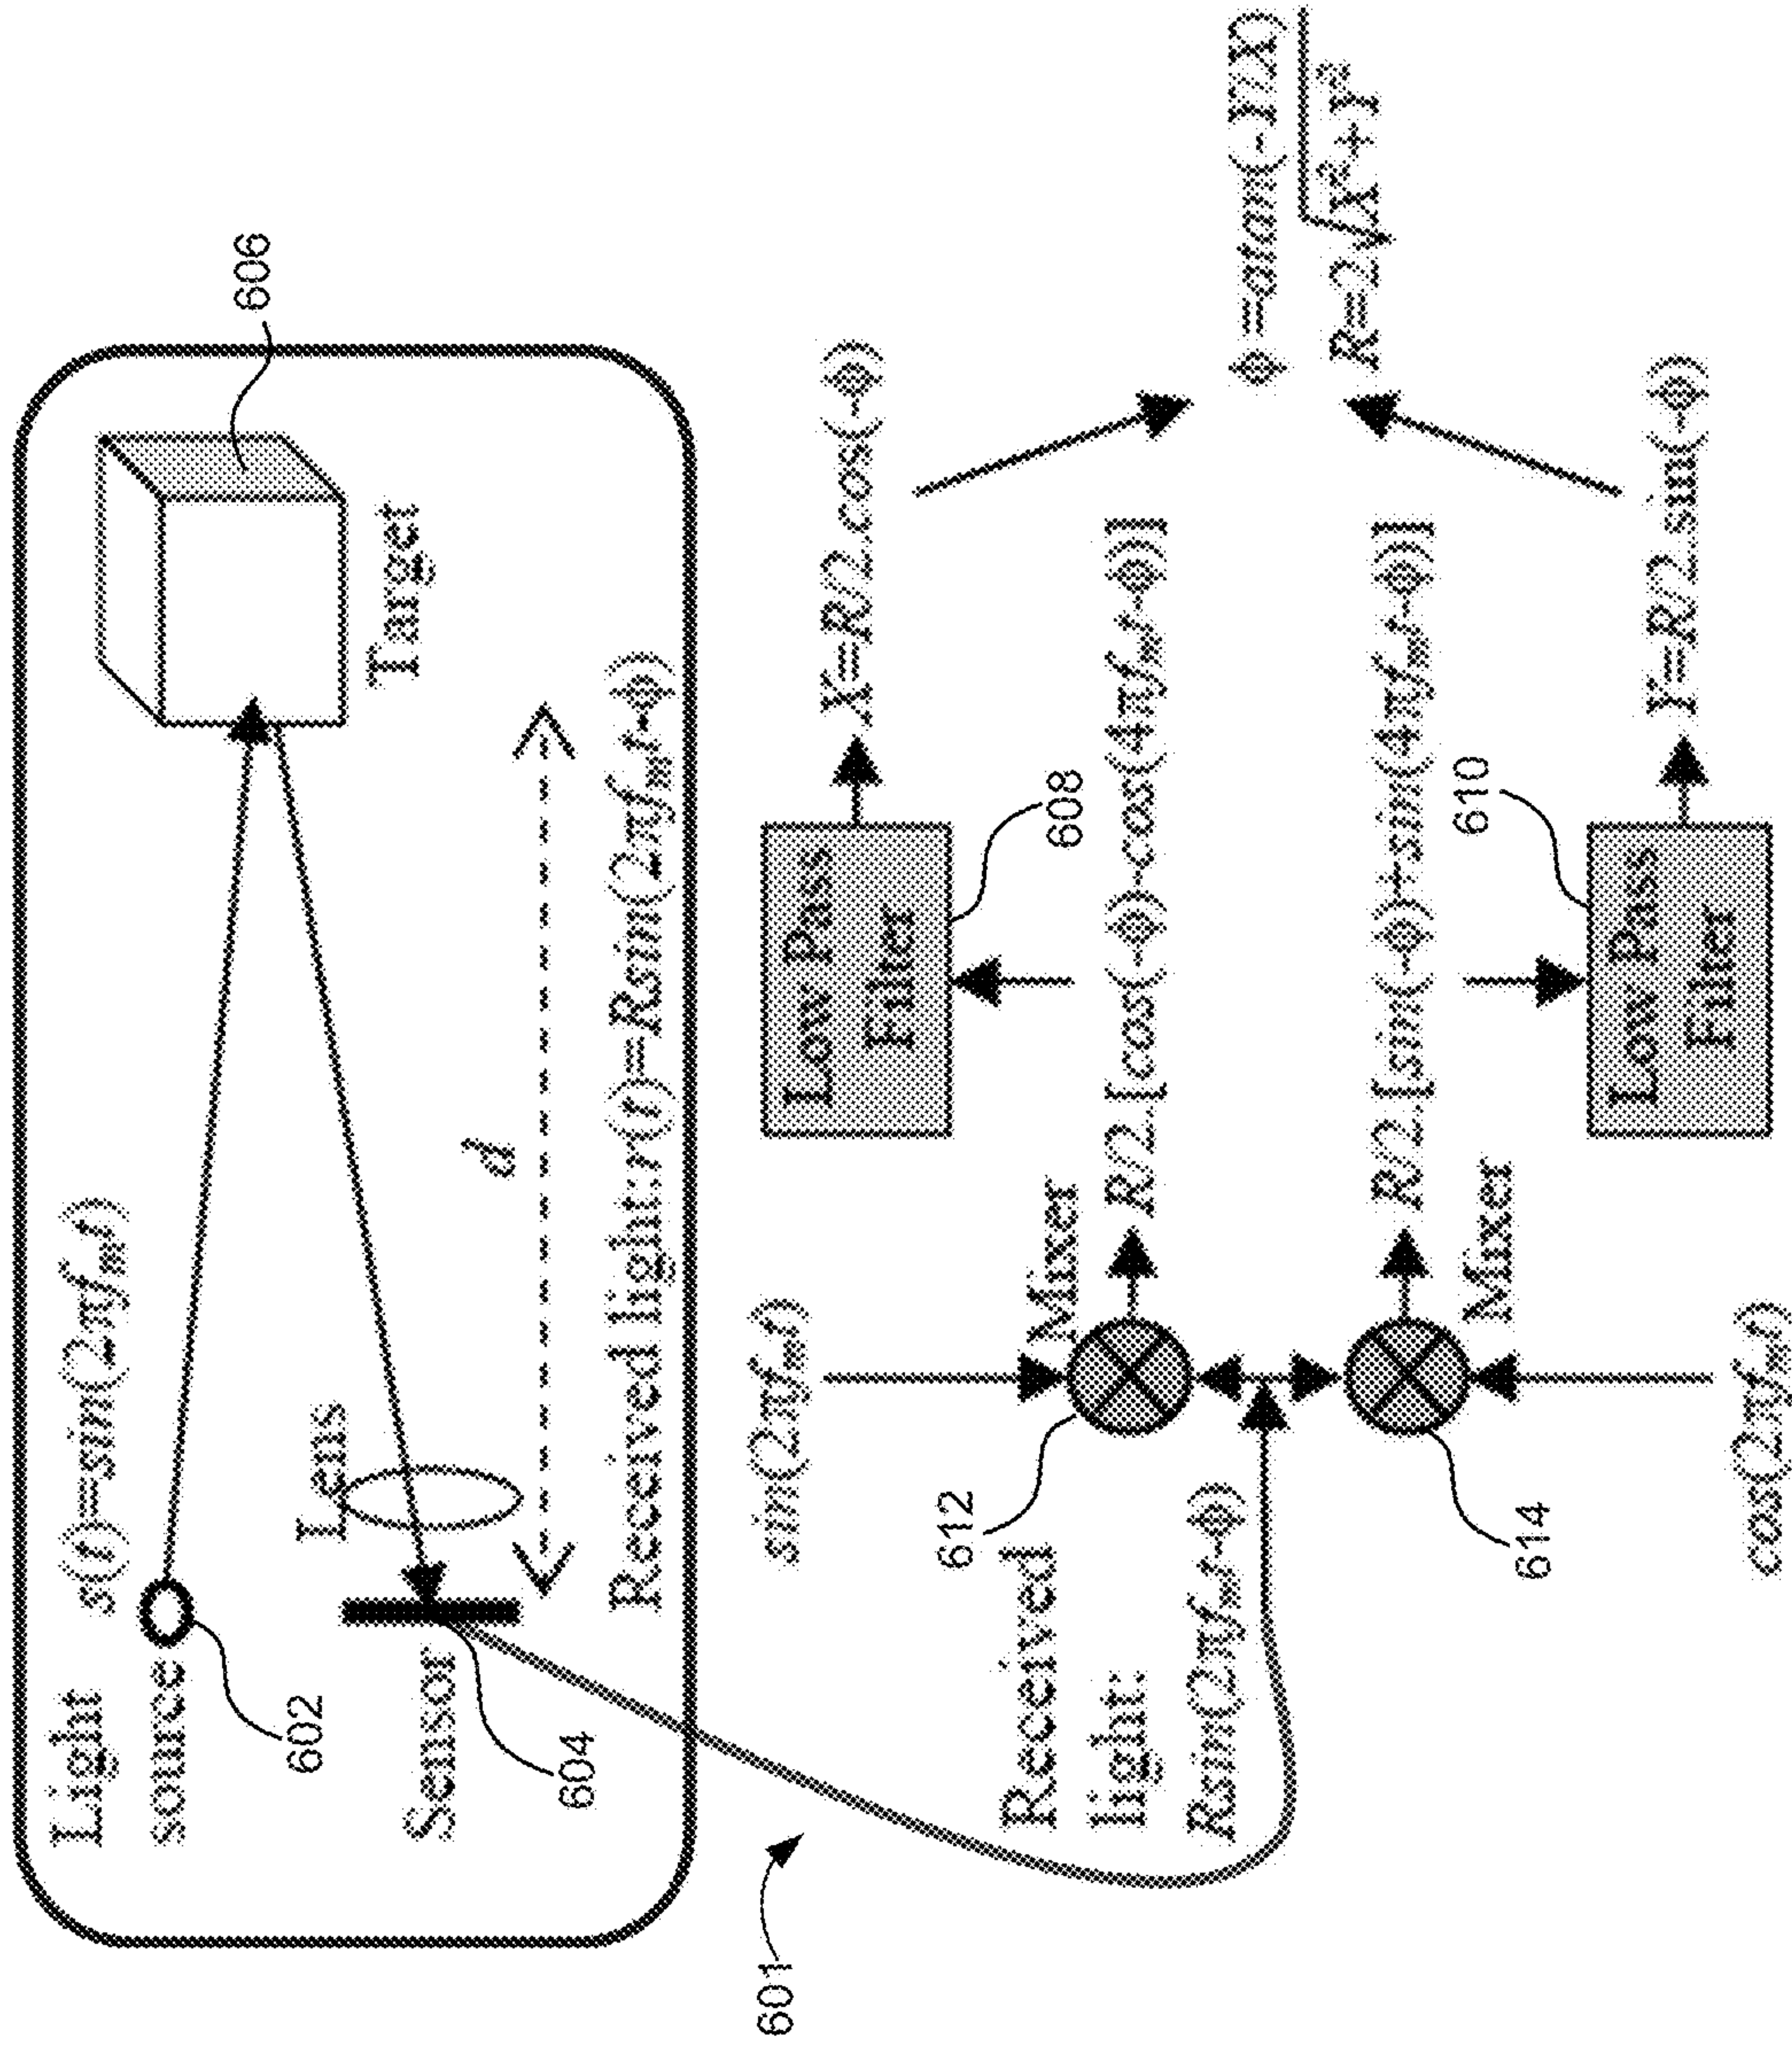 Light
source
s(t)=sin(2πfₘt)
602
Lens
Sensor
604
Target
606
d
Received light:r(t)=Rsin(2πfₘt-ϕ)
601
sin(2πfₘt)
612
Mixer
Received
light:
Rsin(2πfₘt-ϕ)
614
Mixer
cos(2πfₘt)
Low Pass
Filter
608
X=R/2.cos(-ϕ)
R/2.[cos(-ϕ)-cos(4πfₘt-ϕ)]
R/2.[sin(-ϕ)+sin(4πfₘt-ϕ)]
610
Low Pass
Filter
Y=R/2.sin(-ϕ)
ϕ=atan(-Y/X)
R=2√X²+Y²